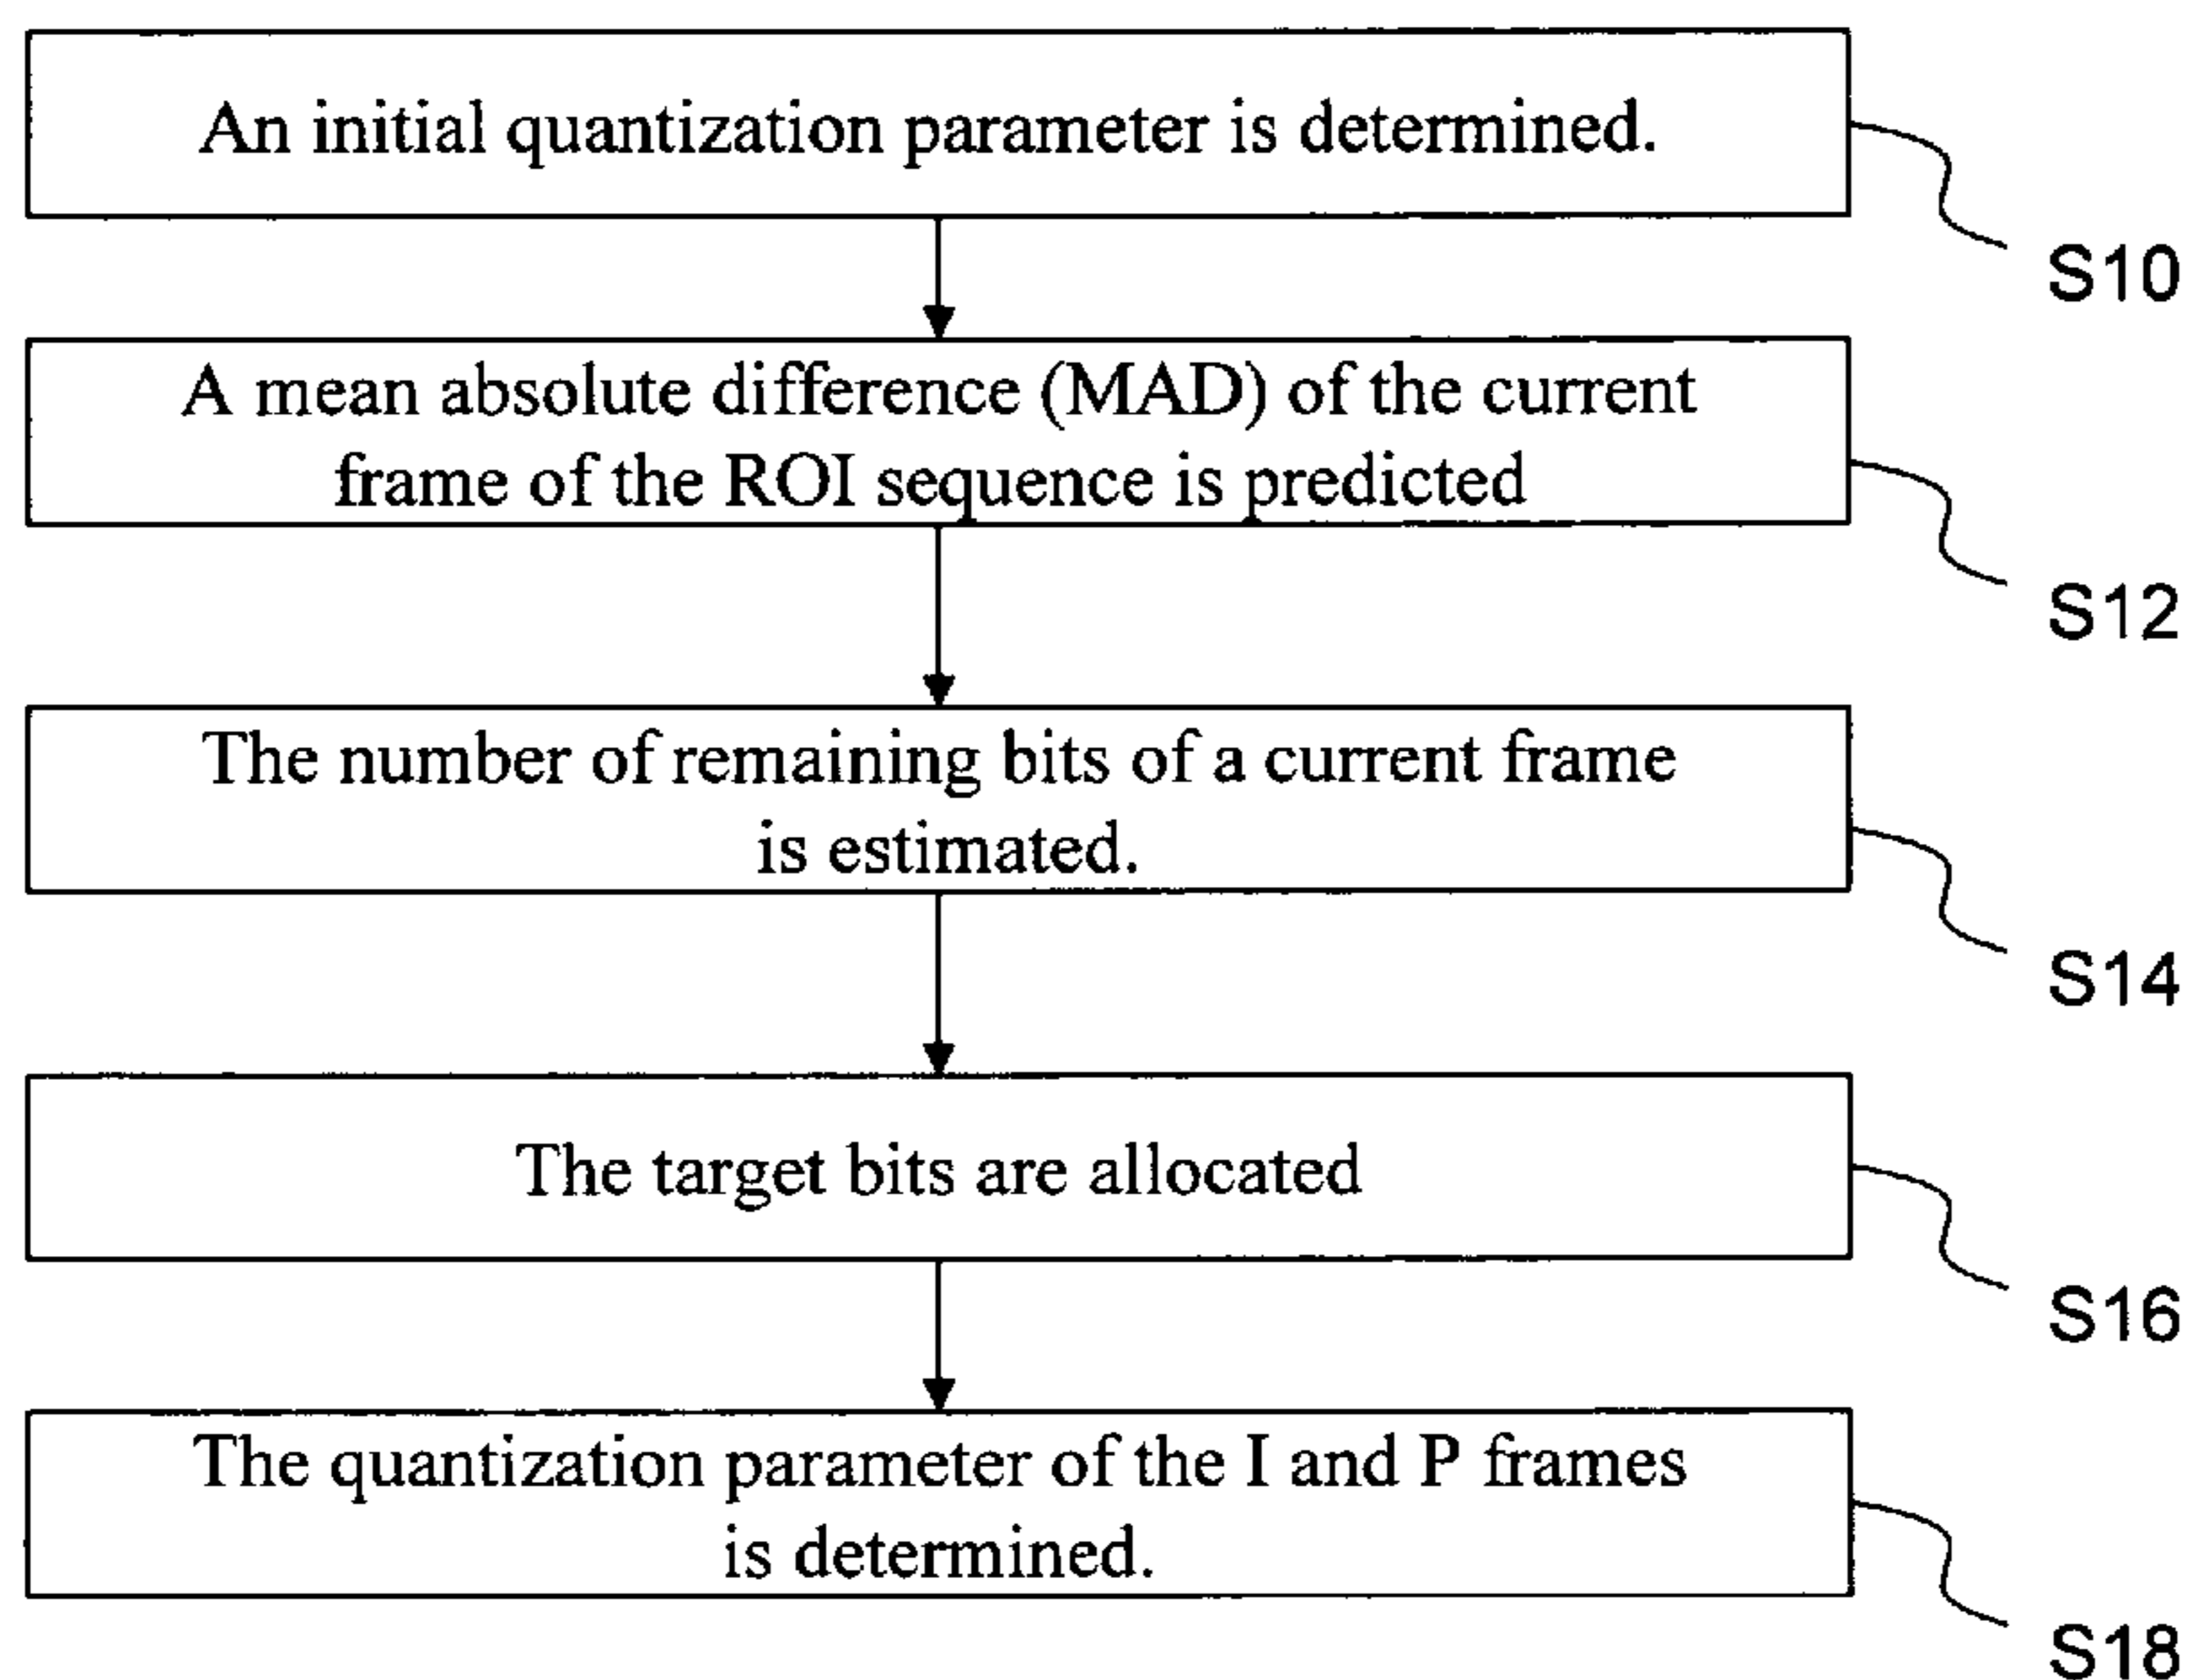 An initial quantization parameter is determined.
S10
A mean absolute difference (MAD) of the current
frame of the ROI sequence is predicted
S12
The number of remaining bits of a current frame
is estimated.
S14
The target bits are allocated
S16
The quantization parameter of the I and P frames
is determined.
S18